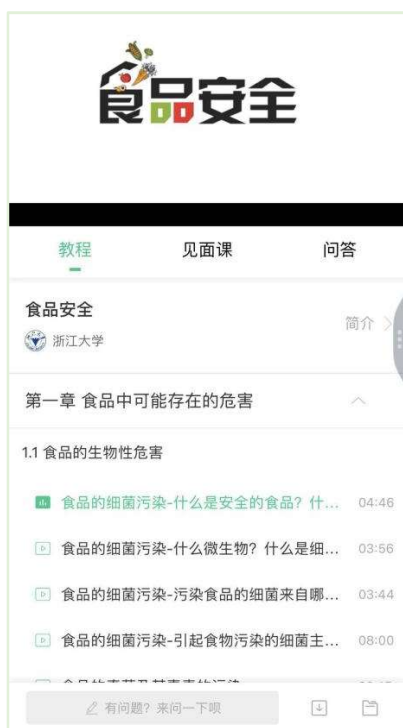 食品安全
教程 见面课 问答
食品安全
简介
浙江大学
第一章 食品中可能存在的危害
1.1 食品的生物性危害
食品的细菌污染-什么是安全的食品？什... 04:46
食品的细菌污染-什么微生物？什么是细... 03:56
食品的细菌污染-污染食品的细菌来自哪... 03:44
食品的细菌污染-引起食物污染的细菌主... 08:00
有问题？来问一下呗